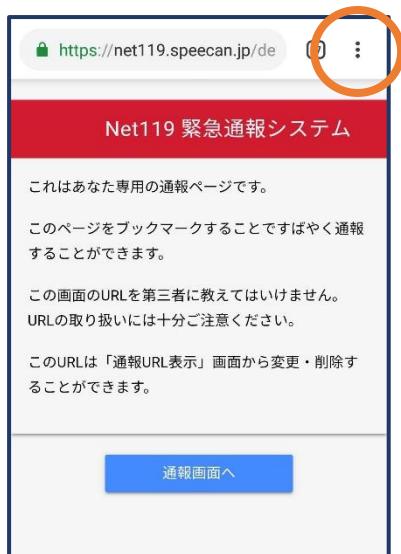 https://net119.speecan.jp/de
Net119 緊急通報システム
これはあなた専用の通報ページです。
このページをブックマークすることですばやく通報
することができます。
この画面のURLを第三者に教えてはいけません。
URLの取り扱いには十分ご注意ください。
このURLは「通報URL表示」画面から変更・削除す
ることができます。
通報画面へ